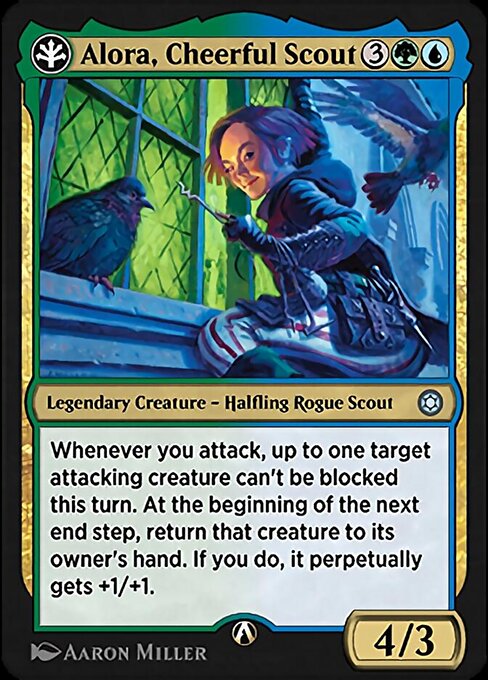 Alora, Cheerful Scout 3
Legendary Creature – Halfling Rogue Scout
Whenever you attack, up to one target
attacking creature can't be blocked
this turn. At the beginning of the next
end step, return that creature to its
owner's hand. If you do, it perpetually
gets +1/+1.
4/3
Aaron Miller